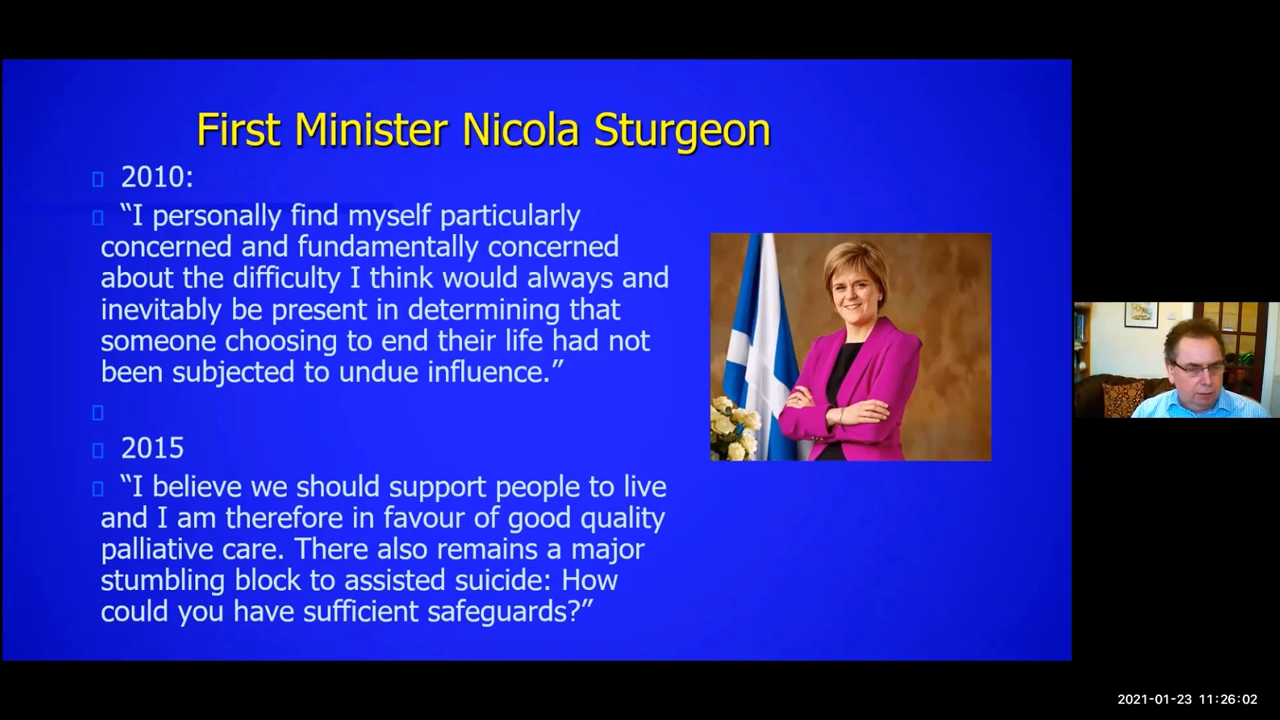 First Minister Nicola Sturgeon
2010:
“I personally find myself particularly
concerned and fundamentally concerned
about the difficulty I think would always and
inevitably be present in determining that
someone choosing to end their life had not
been subjected to undue influence.”
2015
“I believe we should support people to live
and I am therefore in favour of good quality
palliative care. There also remains a major
stumbling block to assisted suicide: How
could you have sufficient safeguards?”
2021-01-23 11:26:02